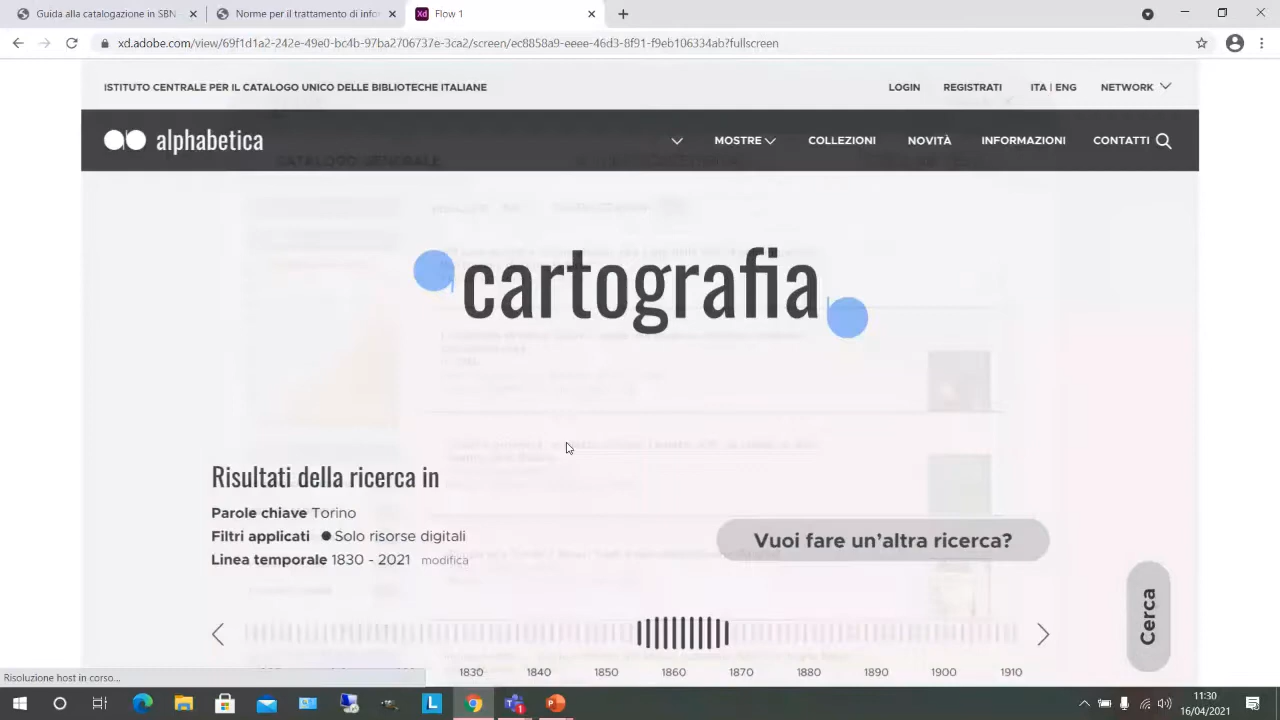 Guida alla catalogazione in SBN
Norme per il trattamento di info
Flow 1
xd.adobe.com/view/69f1d1a2-242e-49e0-bc4b-97ba2706737e-3ca2/screen/ec8858a9-eeee-46d3-8f91-f9eb106334ab?fullscreen
ISTITUTO CENTRALE PER IL CATALOGO UNICO DELLE BIBLIOTECHE ITALIANE
LOGIN REGISTRATI ITA | ENG NETWORK
alphabetica
MOSTRE COLLEZIONI NOVITÀ INFORMAZIONI CONTATTI
CATALOGO GENERALE
cartografia
Risultati della ricerca in
Parole chiave Torino
Filtri applicati Solo risorse digitali
Linea temporale 1830 - 2021 modifica
Vuoi fare un'altra ricerca?
Cerca
1830 1840 1850 1860 1870 1880 1890 1900 1910
Risoluzione host in corso...
11:30
16/04/2021